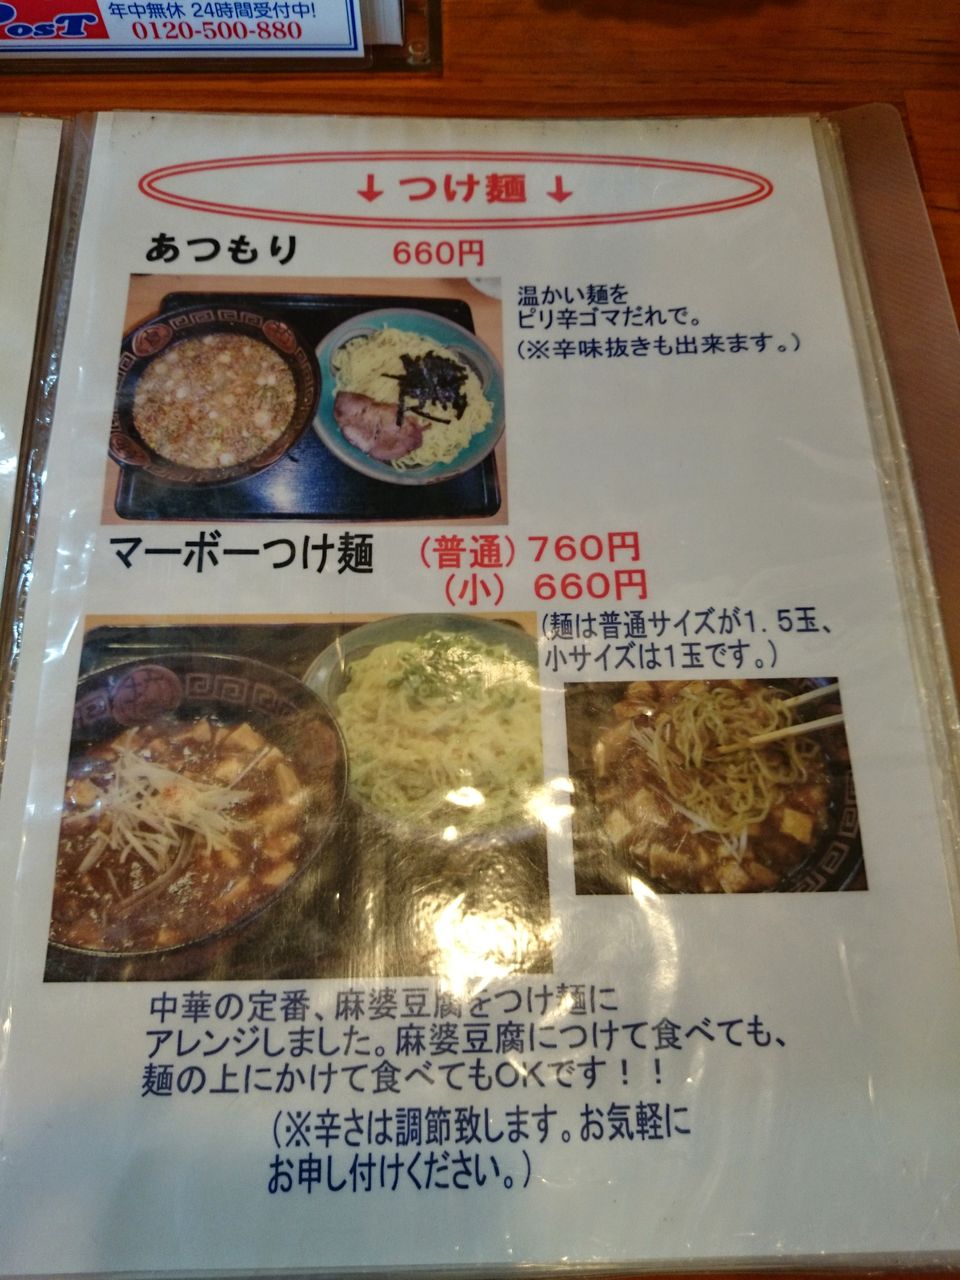 年中無休 24時間受付中!
PosT
0120-500-880
↓つけ麺↓
あつもり 660円
温かい麺を
ピリ辛ゴマだれで。
(※辛味抜きも出来ます。)
マーボーつけ麺 (普通) 760円
(小) 660円
(麺は普通サイズが1.5玉、
小サイズは1玉です。)
中華の定番、麻婆豆腐をつけ麺に
アレンジしました。麻婆豆腐につけて食べても、
麺の上にかけて食べてもOKです！！
(※辛さは調節致します。お気軽に
お申し付けください。)